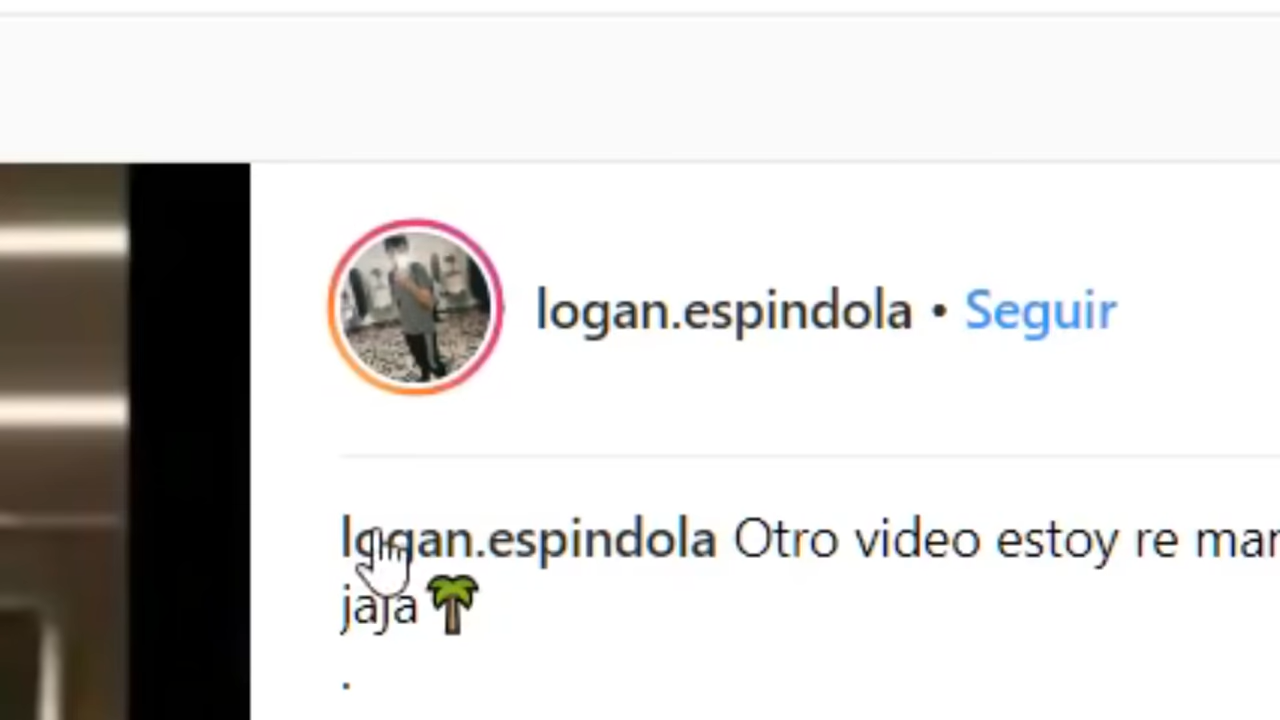 logan.espindola • Seguir
logan.espindola Otro video estoy re
jaja🌴
.